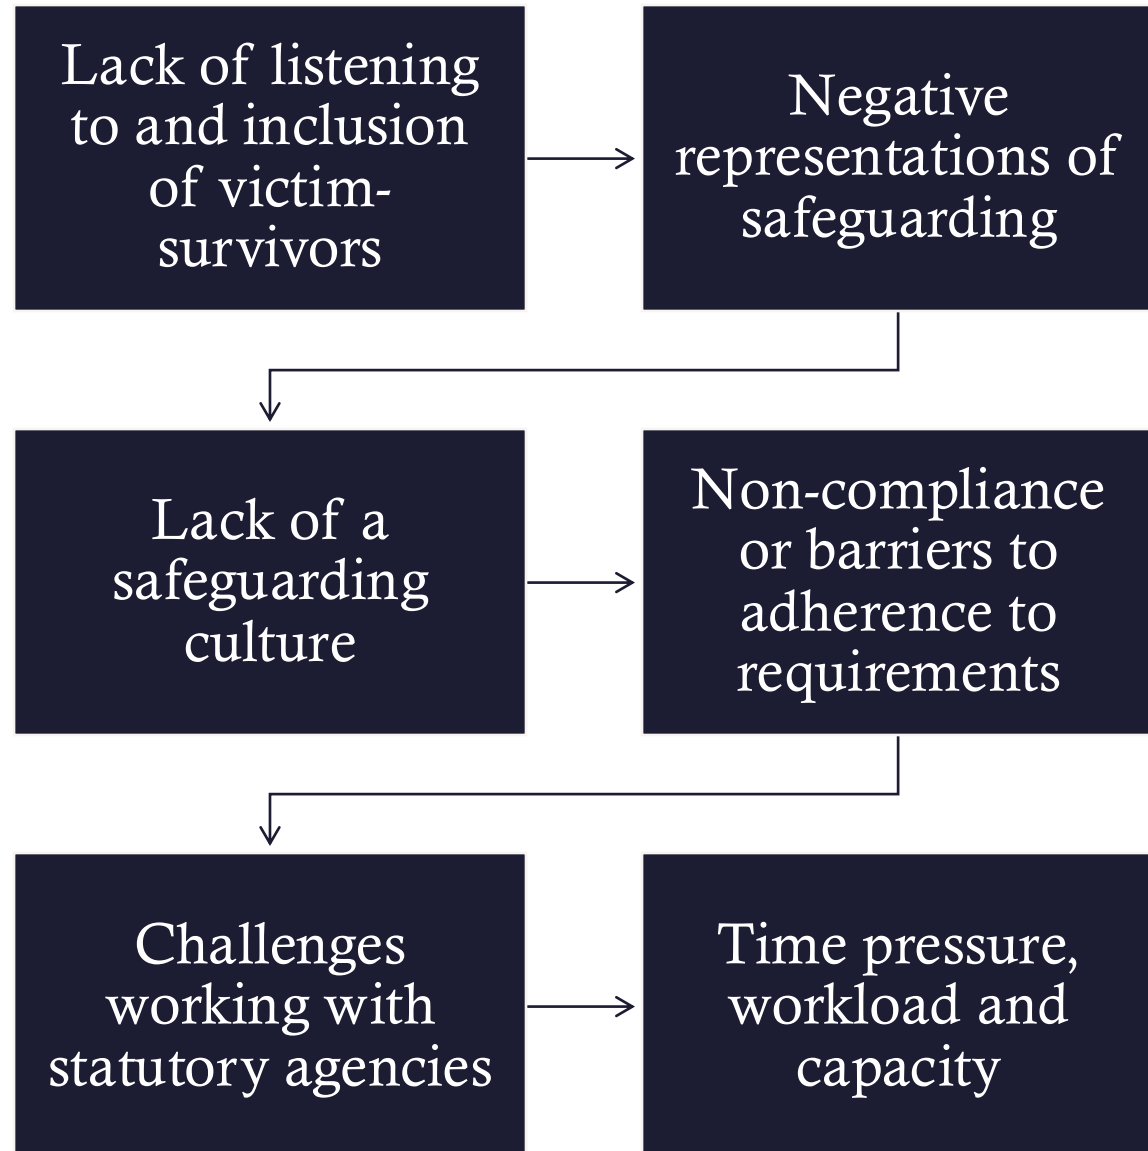 Lack of listening
to and inclusion
of victim-
survivors
Negative
representations of
safeguarding
Lack of a
safeguarding
culture
Non-compliance
or barriers to
adherence to
requirements
Challenges
working with
statutory agencies
Time pressure,
workload and
capacity